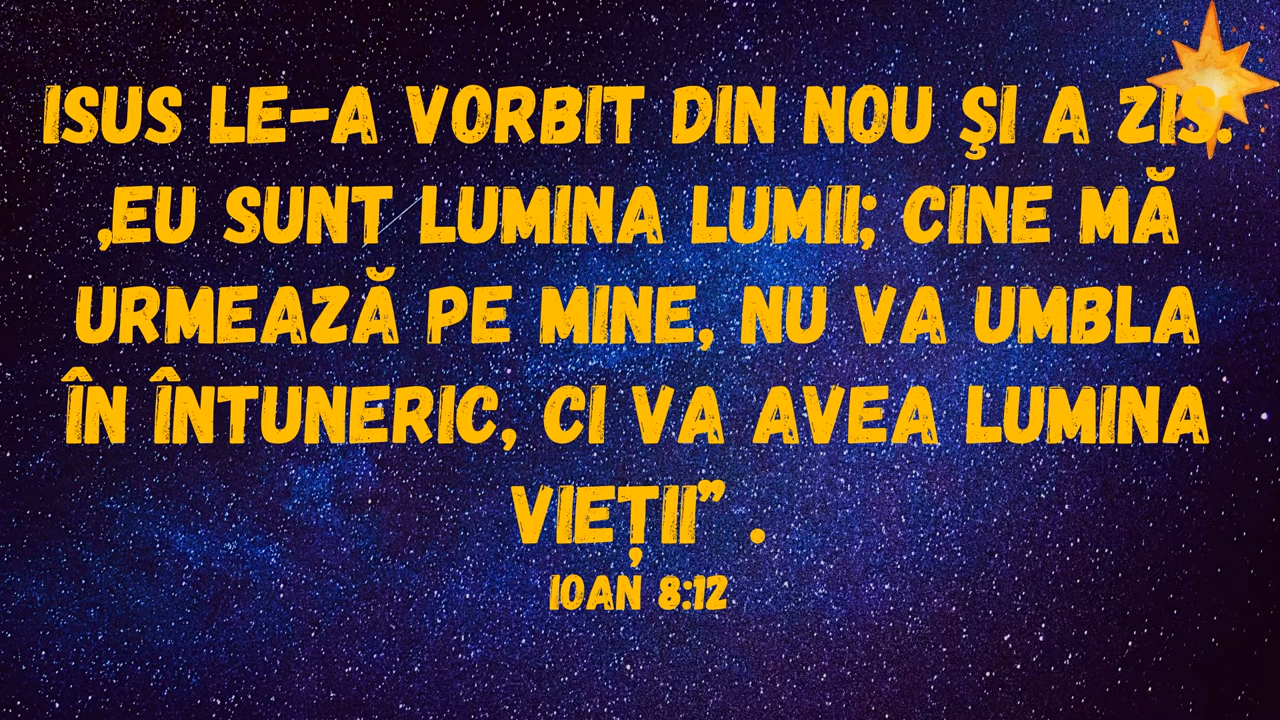 ISUS LE-A VORBIT DIN NOU ŞI A ZIS:
„EU SUNT LUMINA LUMII; CINE MĂ
URMEAZĂ PE MINE, NU VA UMBLA
ÎN ÎNTUNERIC, CI VA AVEA LUMINA
VIEȚII” .
IOAN 8:12